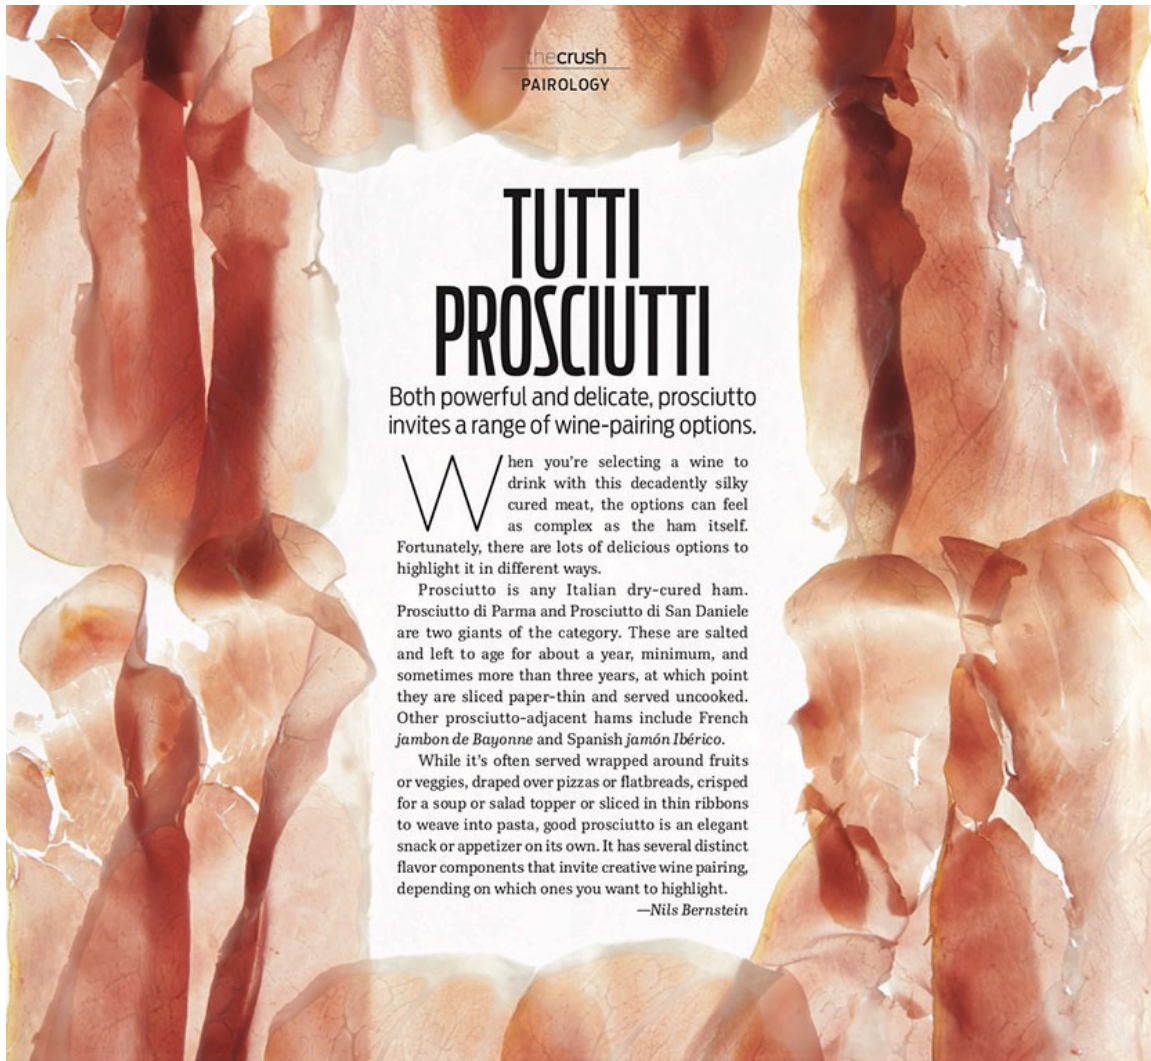 thecrush
PAIROLOGY
TUTTI
PROSCIUTTI
Both powerful and delicate, prosciutto
invites a range of wine-pairing options.
When you're selecting a wine to
drink with this decadently silky
cured meat, the options can feel
as complex as the ham itself.
Fortunately, there are lots of delicious options to
highlight it in different ways.
Prosciutto is any Italian dry-cured ham.
Prosciutto di Parma and Prosciutto di San Daniele
are two giants of the category. These are salted
and left to age for about a year, minimum, and
sometimes more than three years, at which point
they are sliced paper-thin and served uncooked.
Other prosciutto-adjacent hams include French
jambon de Bayonne and Spanish jamón Ibérico.
While it's often served wrapped around fruits
or veggies, draped over pizzas or flatbreads, crisped
for a soup or salad topper or sliced in thin ribbons
to weave into pasta, good prosciutto is an elegant
snack or appetizer on its own. It has several distinct
flavor components that invite creative wine pairing,
depending on which ones you want to highlight.
—Nils Bernstein